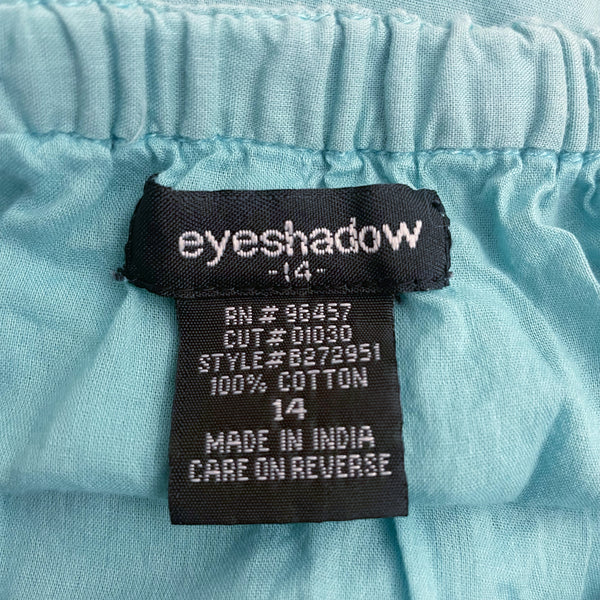 eyeshadow
-14-
RN # 96457
CUT # D1030
STYLE # B272951
100% COTTON
14
MADE IN INDIA
CARE ON REVERSE